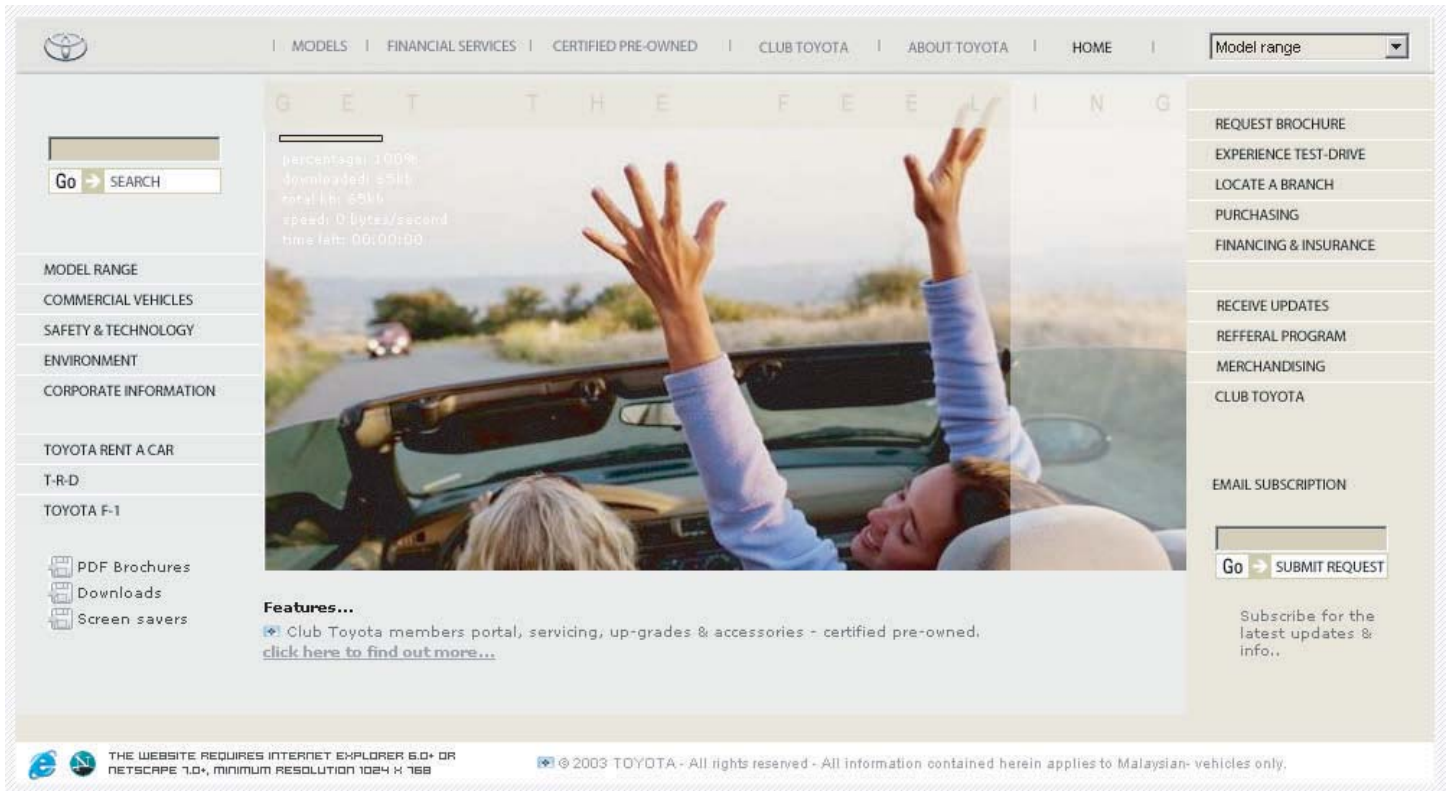 MODELS | FINANCIAL SERVICES | CERTIFIED PRE-OWNED | CLUB TOYOTA | ABOUT TOYOTA | HOME |
Model range
GET THE FEELING
percentage: 100%
downloaded: 65kb
total kb: 65kb
speed: 0 bytes/second
time left: 00:00:00
Go SEARCH
MODEL RANGE
COMMERCIAL VEHICLES
SAFETY & TECHNOLOGY
ENVIRONMENT
CORPORATE INFORMATION
TOYOTA RENT A CAR
T-R-D
TOYOTA F-1
PDF Brochures
Downloads
Screen savers
REQUEST BROCHURE
EXPERIENCE TEST-DRIVE
LOCATE A BRANCH
PURCHASING
FINANCING & INSURANCE
RECEIVE UPDATES
REFFERAL PROGRAM
MERCHANDISING
CLUB TOYOTA
EMAIL SUBSCRIPTION
Go SUBMIT REQUEST
Subscribe for the
latest updates &
info..
Features...
Club Toyota members portal, servicing, up-grades & accessories - certified pre-owned.
click here to find out more...
THE WEBSITE REQUIRES INTERNET EXPLORER 6.0+ OR
NETSCAPE 7.0+, MINIMUM RESOLUTION 1024 X 768
© 2003 TOYOTA - All rights reserved - All information contained herein applies to Malaysian- vehicles only.